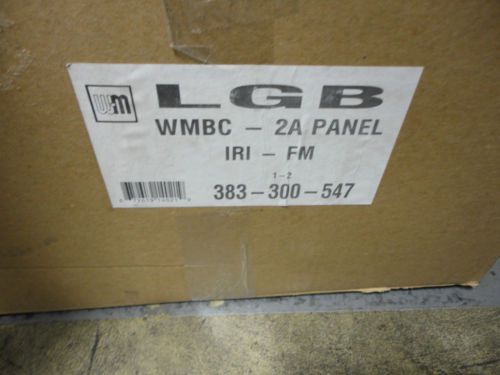 WM LGB
WMBC - 2A PANEL
IRI - FM
1-2
383-300-547